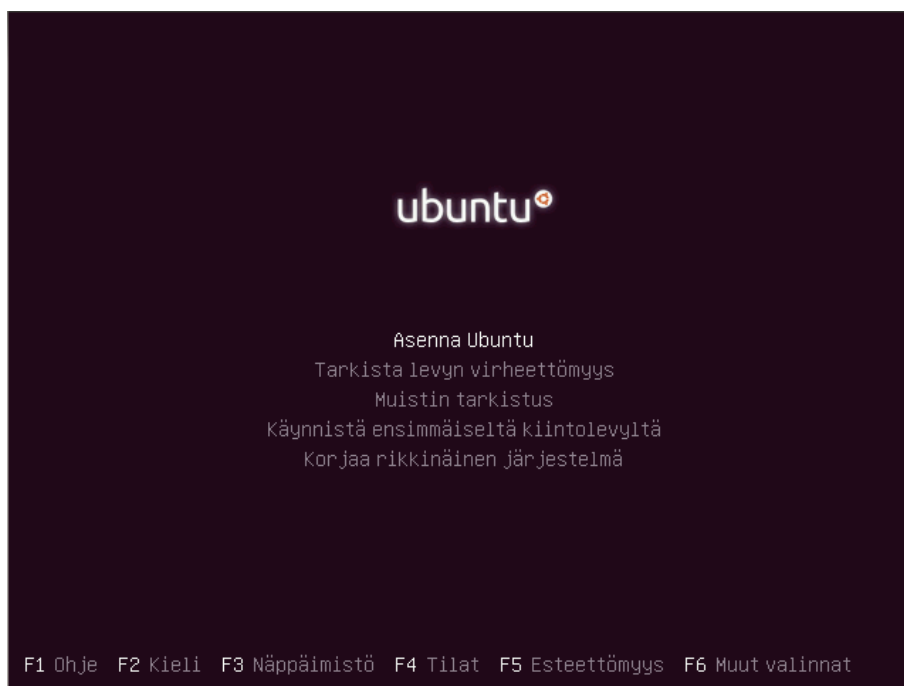 ubuntu
Asenna Ubuntu
Tarkista levyn virheettömyys
Muistin tarkistus
Käynnistä ensimmäiseltä kiintolevyltä
Korjaa rikkinäinen järjestelmä
F1 Ohje F2 Kieli F3 Näppäimistö F4 Tilat F5 Esteettömyys F6 Muut valinnat